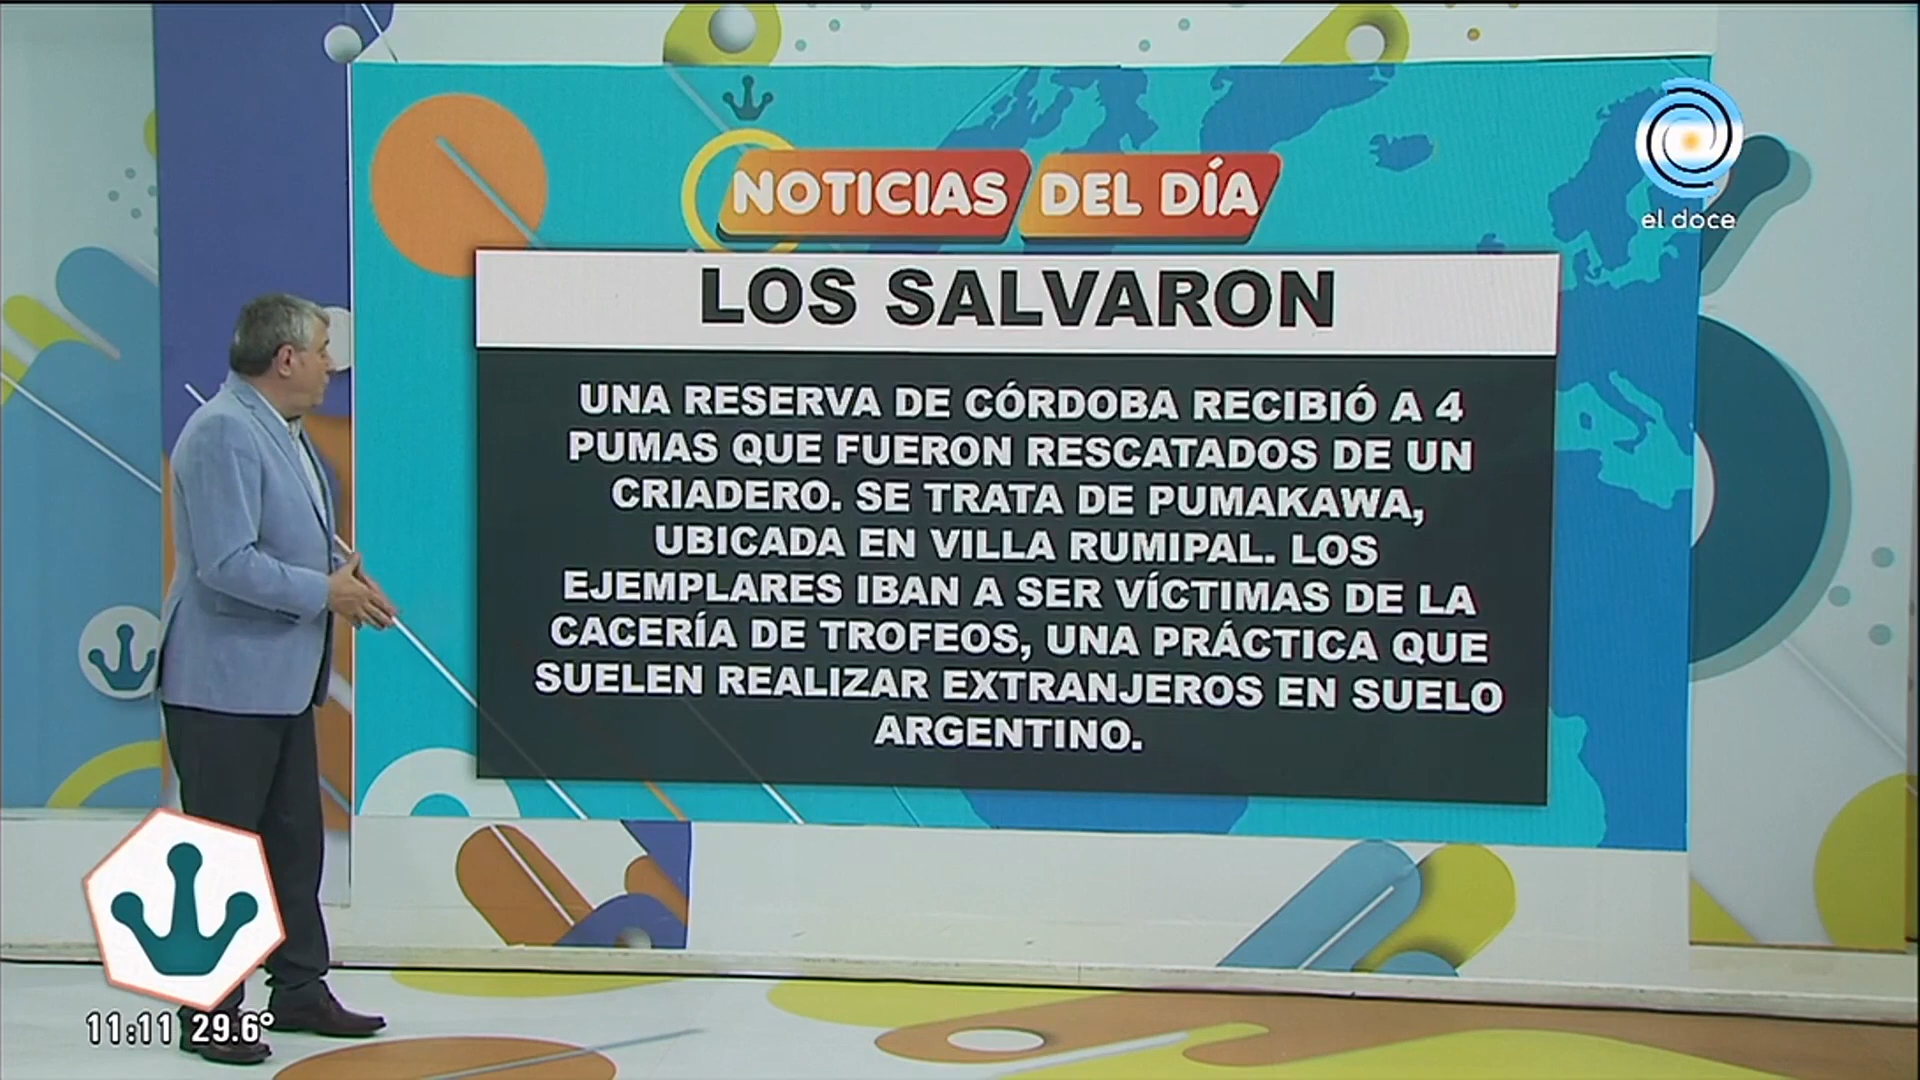 NOTICIAS DEL DÍA
el doce
LOS SALVARON
UNA RESERVA DE CÓRDOBA RECIBIÓ A 4
PUMAS QUE FUERON RESCATADOS DE UN
CRIADERO. SE TRATA DE PUMAKAWA,
UBICADA EN VILLA RUMIPAL. LOS
EJEMPLARES IBAN A SER VÍCTIMAS DE LA
CACERÍA DE TROFEOS, UNA PRÁCTICA QUE
SUELEN REALIZAR EXTRANJEROS EN SUELO
ARGENTINO.
11:11 29.6°